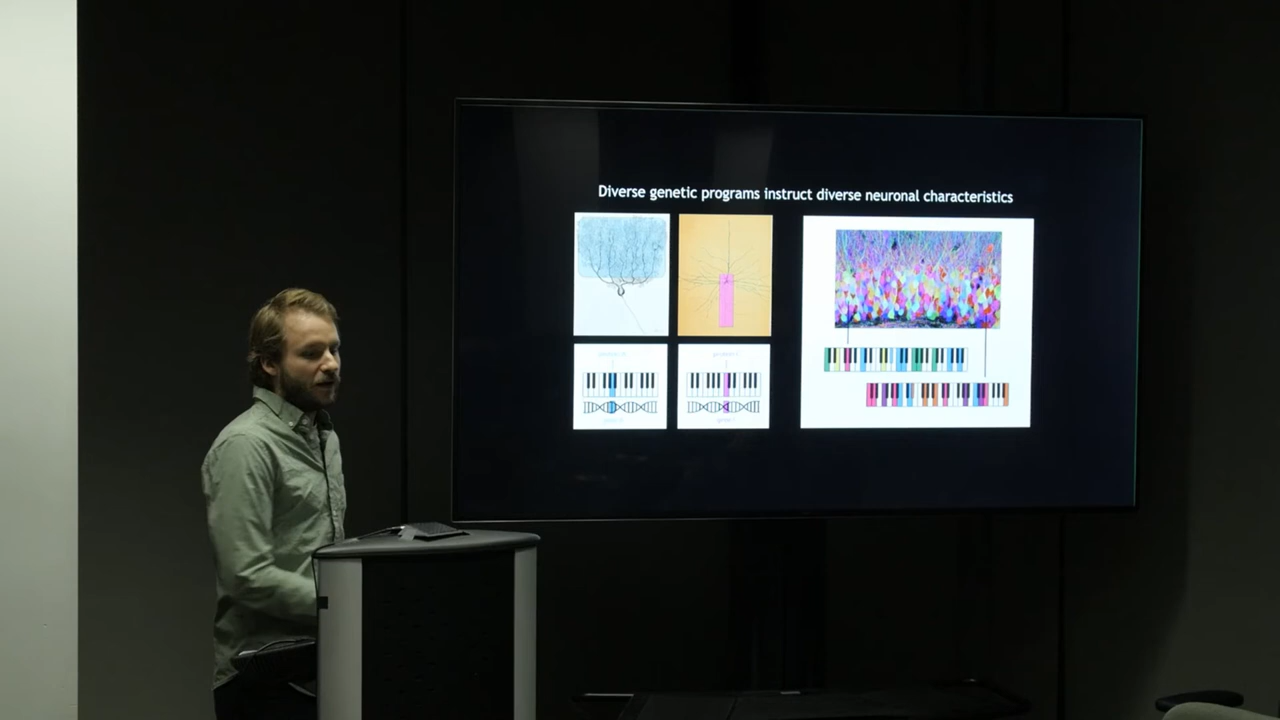 Diverse genetic programs instruct diverse neuronal characteristics